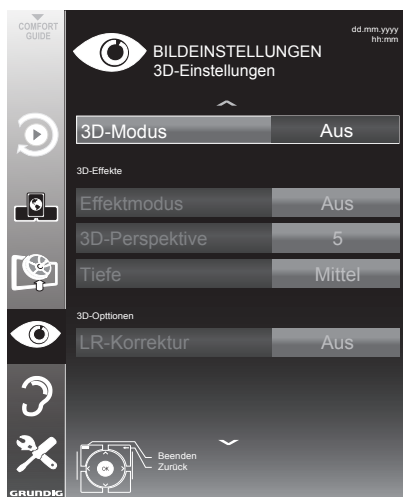 COMFORT
GUIDE
dd.mm.yyyy
hh:mm
BILDEINSTELLUNGEN
3D-Einstellungen
3D-Modus Aus
3D-Effekte
Effektmodus Aus
3D-Perspektive 5
Tiefe Mittel
3D-Opttionen
LR-Korrektur Aus
OK
Beenden
Zurück
GRUNDIG